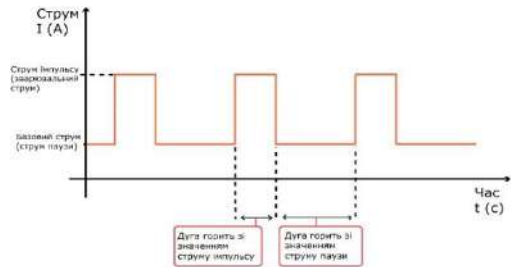 Струм
I (А)
Струм імпульсу
(зварювальний
струм)
Базовий струм
(струм паузи)
Час
t (с)
Дуга горить зі
значенням
струму імпульсу
Дуга горить зі
значенням
струму паузи